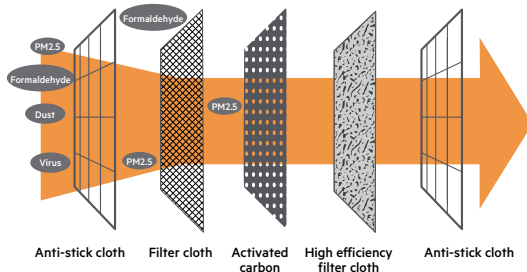 Formaldehyde
PM2.5
Formaldehyde
Dust
PM2.5
Virus
PM2.5
Anti-stick cloth
Filter cloth
Activated
carbon
High efficiency
filter cloth
Anti-stick cloth